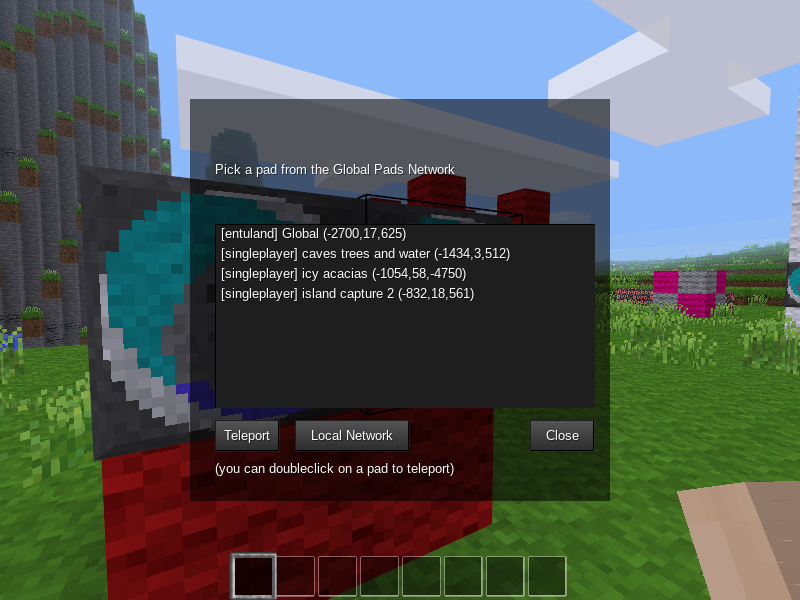 Pick a pad from the Global Pads Network
[entuland] Global (-2700,17,625)
[singleplayer] caves trees and water (-1434,3,512)
[singleplayer] icy acacias (-1054,58,-4750)
[singleplayer] island capture 2 (-832,18,561)
Teleport
Local Network
Close
(you can doubleclick on a pad to teleport)